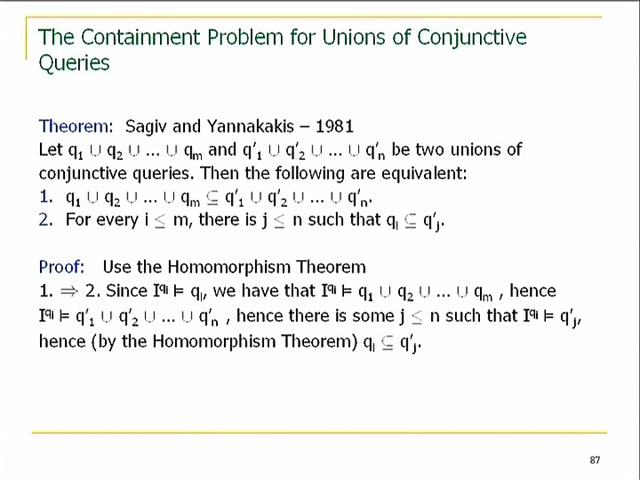 The Containment Problem for Unions of Conjunctive
Queries
Theorem: Sagiv and Yannakakis – 1981
Let q₁ ∪ q₂ ∪ ... ∪ qₘ and q′₁ ∪ q′₂ ∪ ... ∪ q′ₙ be two unions of
conjunctive queries. Then the following are equivalent:
1. q₁ ∪ q₂ ∪ ... ∪ qₘ ⊆ q′₁ ∪ q′₂ ∪ ... ∪ q′ₙ.
2. For every i ≤ m, there is j ≤ n such that qᵢ ⊆ q′ⱼ.
Proof: Use the Homomorphism Theorem
1. ⇒ 2. Since I^qi ⊨ qᵢ, we have that I^qi ⊨ q₁ ∪ q₂ ∪ ... ∪ qₘ , hence
I^qi ⊨ q′₁ ∪ q′₂ ∪ ... ∪ q′ₙ , hence there is some j ≤ n such that I^qi ⊨ q′ⱼ,
hence (by the Homomorphism Theorem) qᵢ ⊆ q′ⱼ.
87